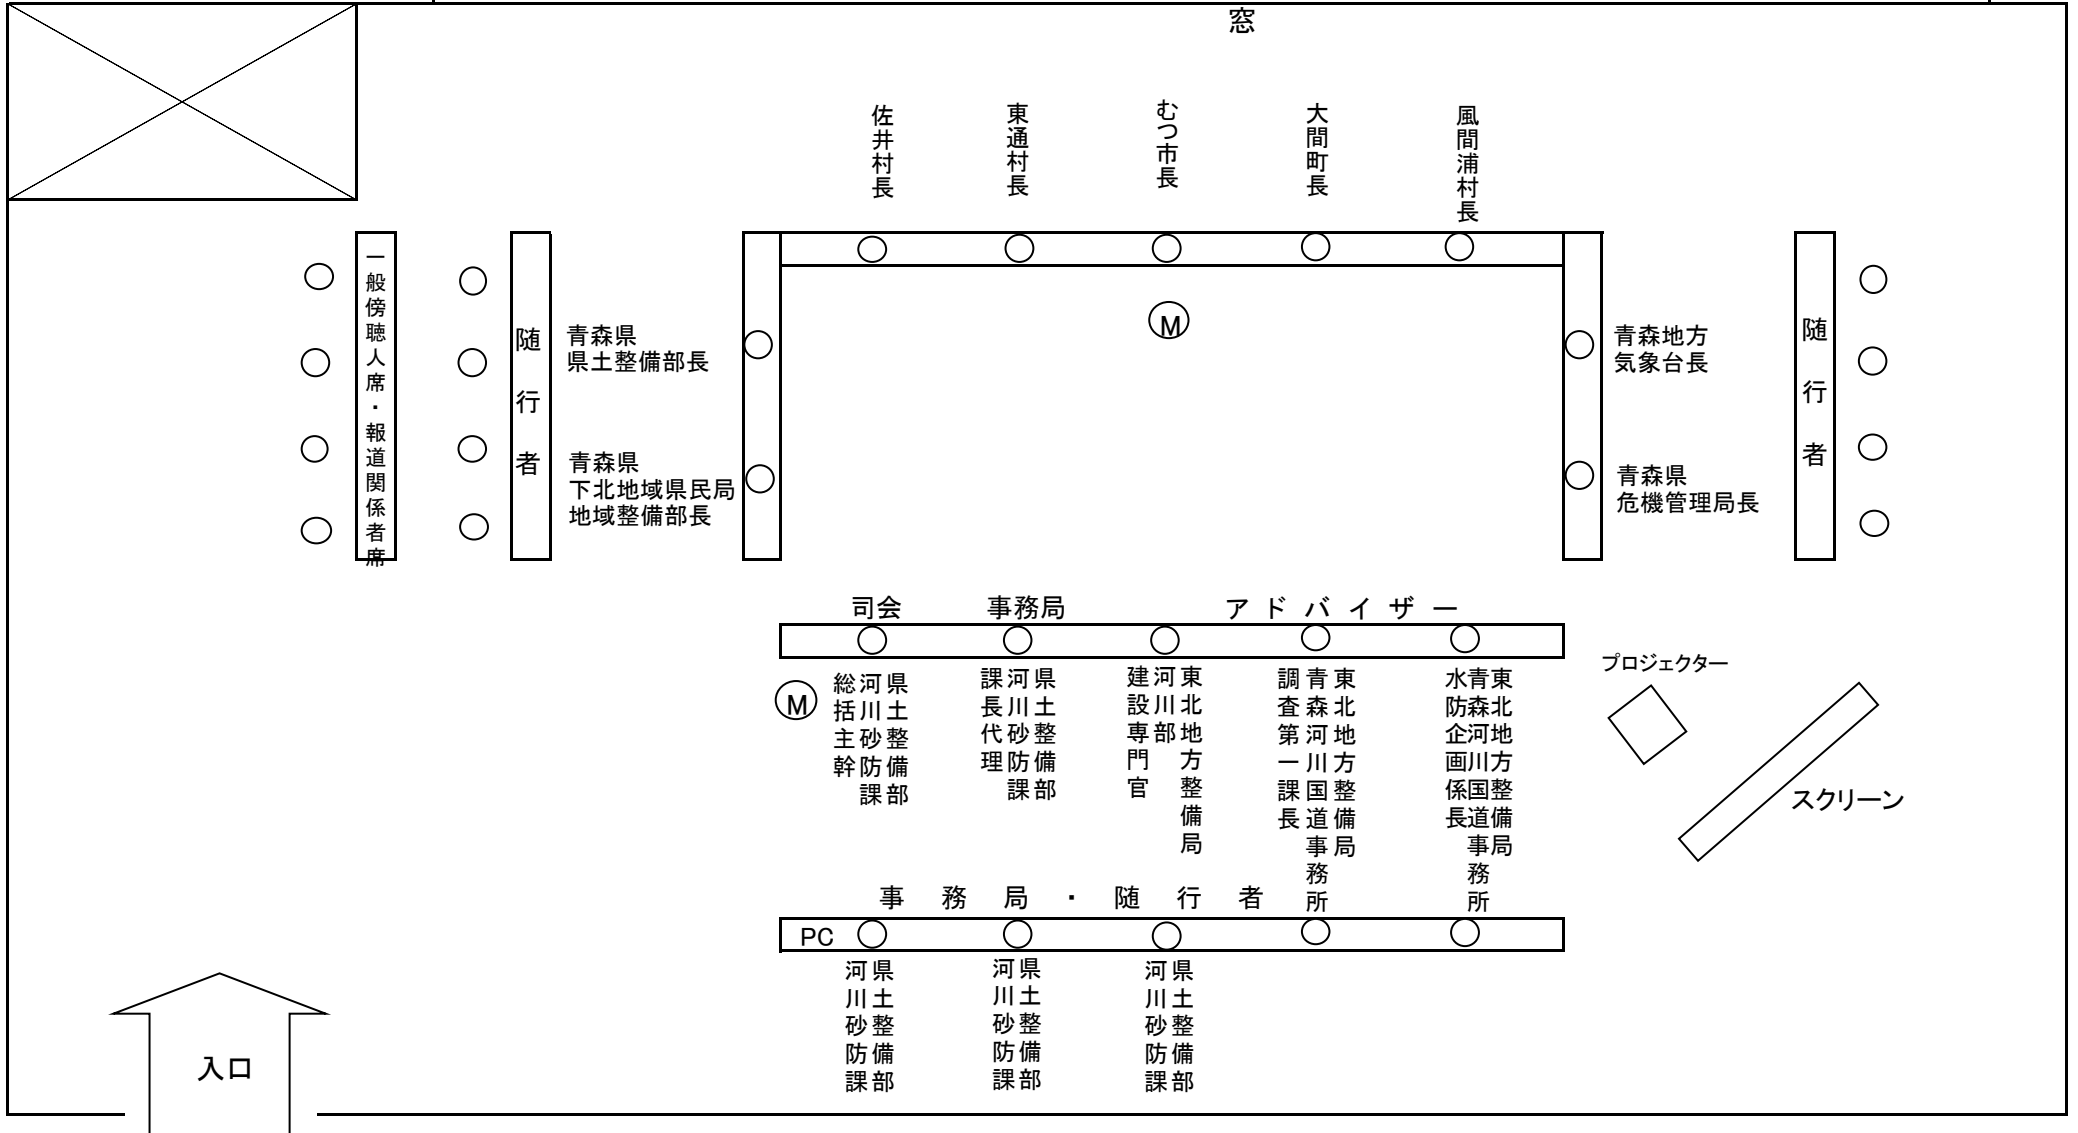 窓
佐井村長
東通村長
むつ市長
大間町長
風間浦村長
一般傍聴人席・報道関係者席
随行者
青森県
県土整備部長
青森県
下北地域県民局
地域整備部長
M
青森地方
気象台長
青森県
危機管理局長
随行者
司会
事務局
アドバイザー
M
県土整備部
河川砂防課
総括主幹
県土整備部
河川砂防課
課長代理
東北地方整備局
河川部
建設専門官
東北地方整備局
青森河川国道事務所
調査第一課長
東北地方整備局
青森河川国道事務所
水防企画係長
プロジェクター
スクリーン
事務局・随行者
PC
県土整備部
河川砂防課
県土整備部
河川砂防課
県土整備部
河川砂防課
入口